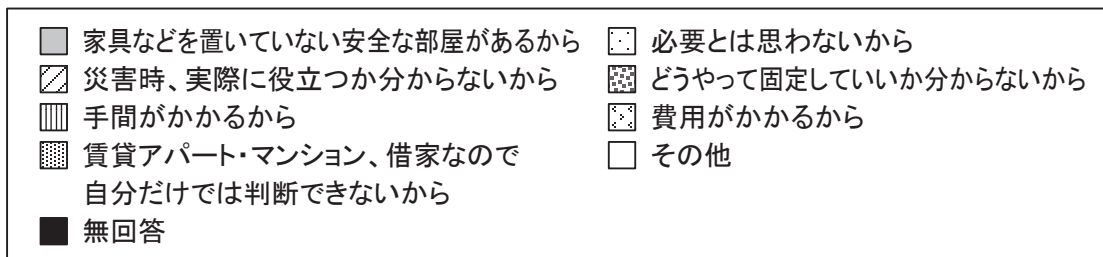 家具などを置いていない安全な部屋があるから
必要とは思わないから
災害時、実際に役立つか分からないから
どうやって固定していいか分からないから
手間がかかるから
費用がかかるから
賃貸アパート・マンション、借家なので
その他
自分だけでは判断できないから
無回答